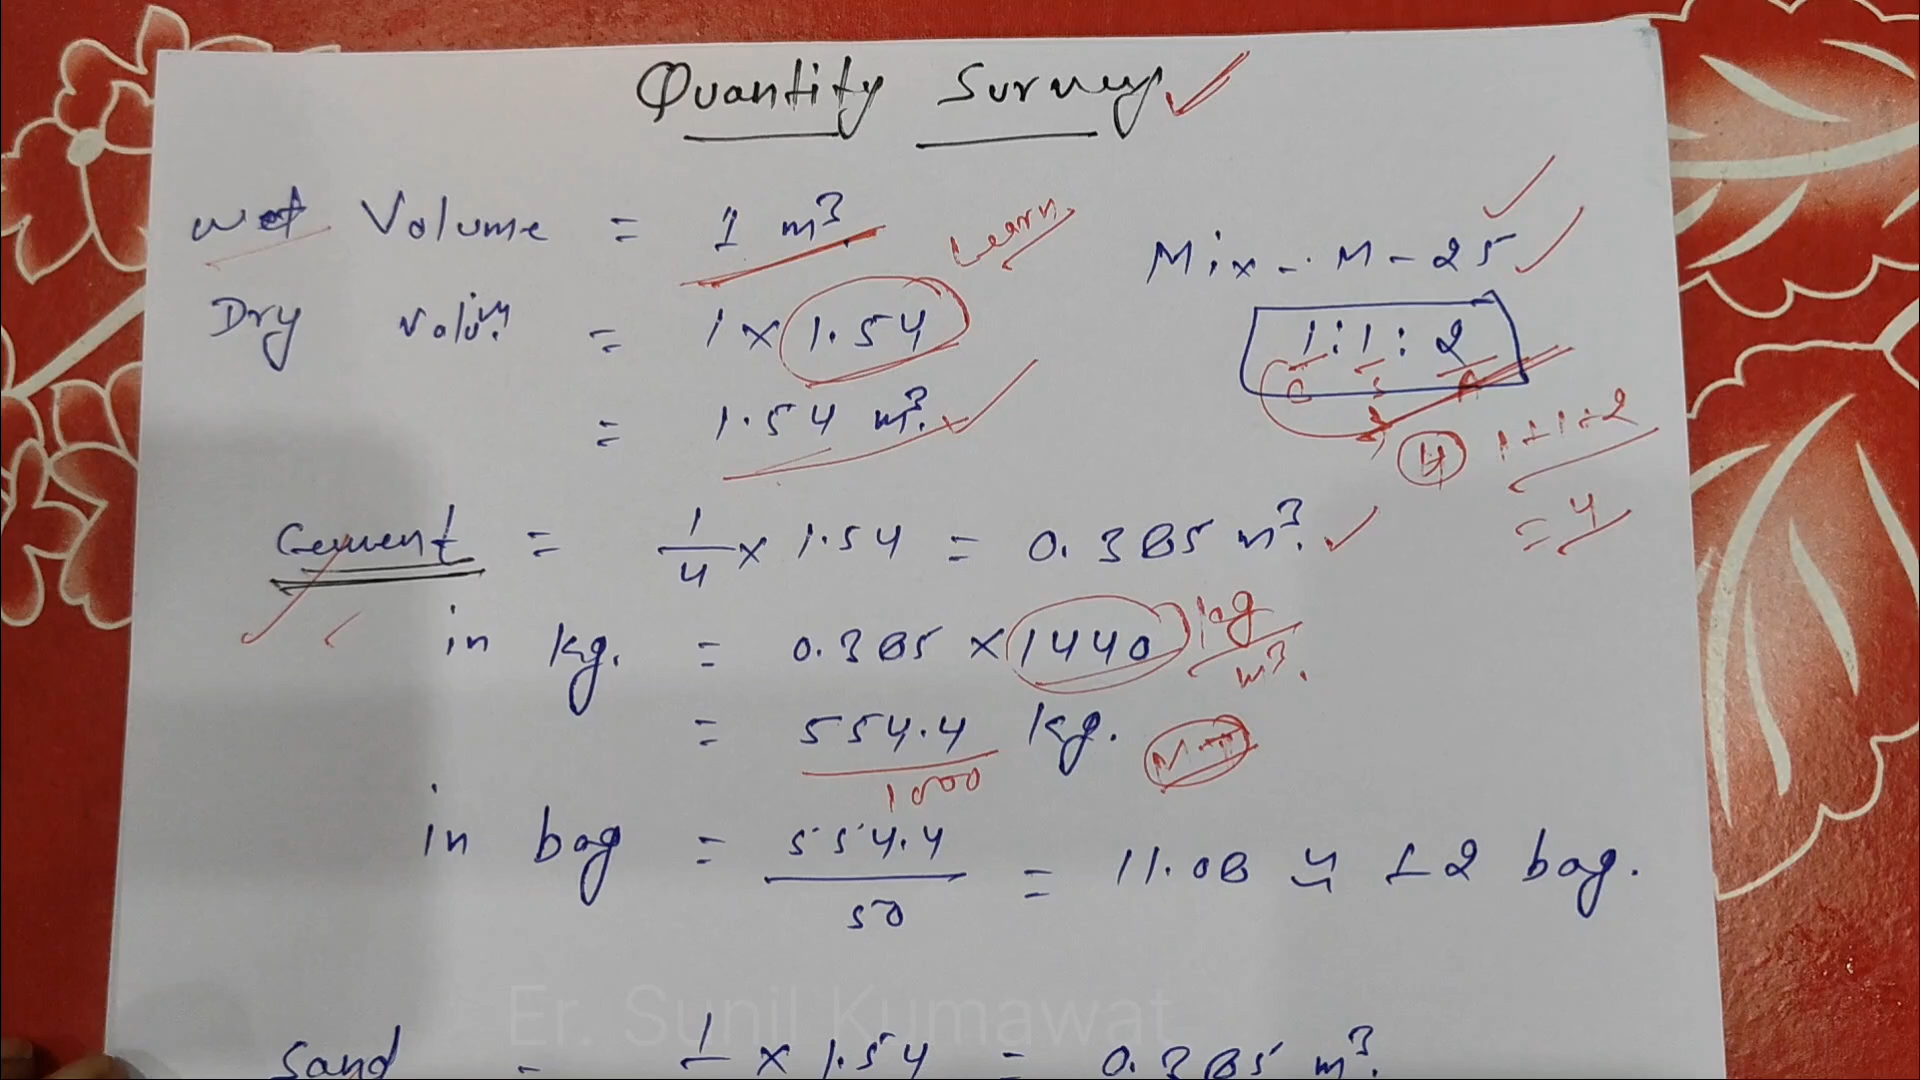 Quantity Survey
Wet Volume = 1 m³.
Learn
Mix - M - 25
Dry = 1 x 1.54
1:1:2
C S A
= 1.54 m³.
4 1+1+2
= 4
Cement = 1/4 x 1.54 = 0.385 m³.
in kg. = 0.385 x 1440 kg/m³.
= 554.4 kg.
1000
in bag = 554.4/50 = 11.08 ≃ 12 bag.
Er. Sunil Kumawat
Sand - 1/ x 1.54 = 0.385 m³.